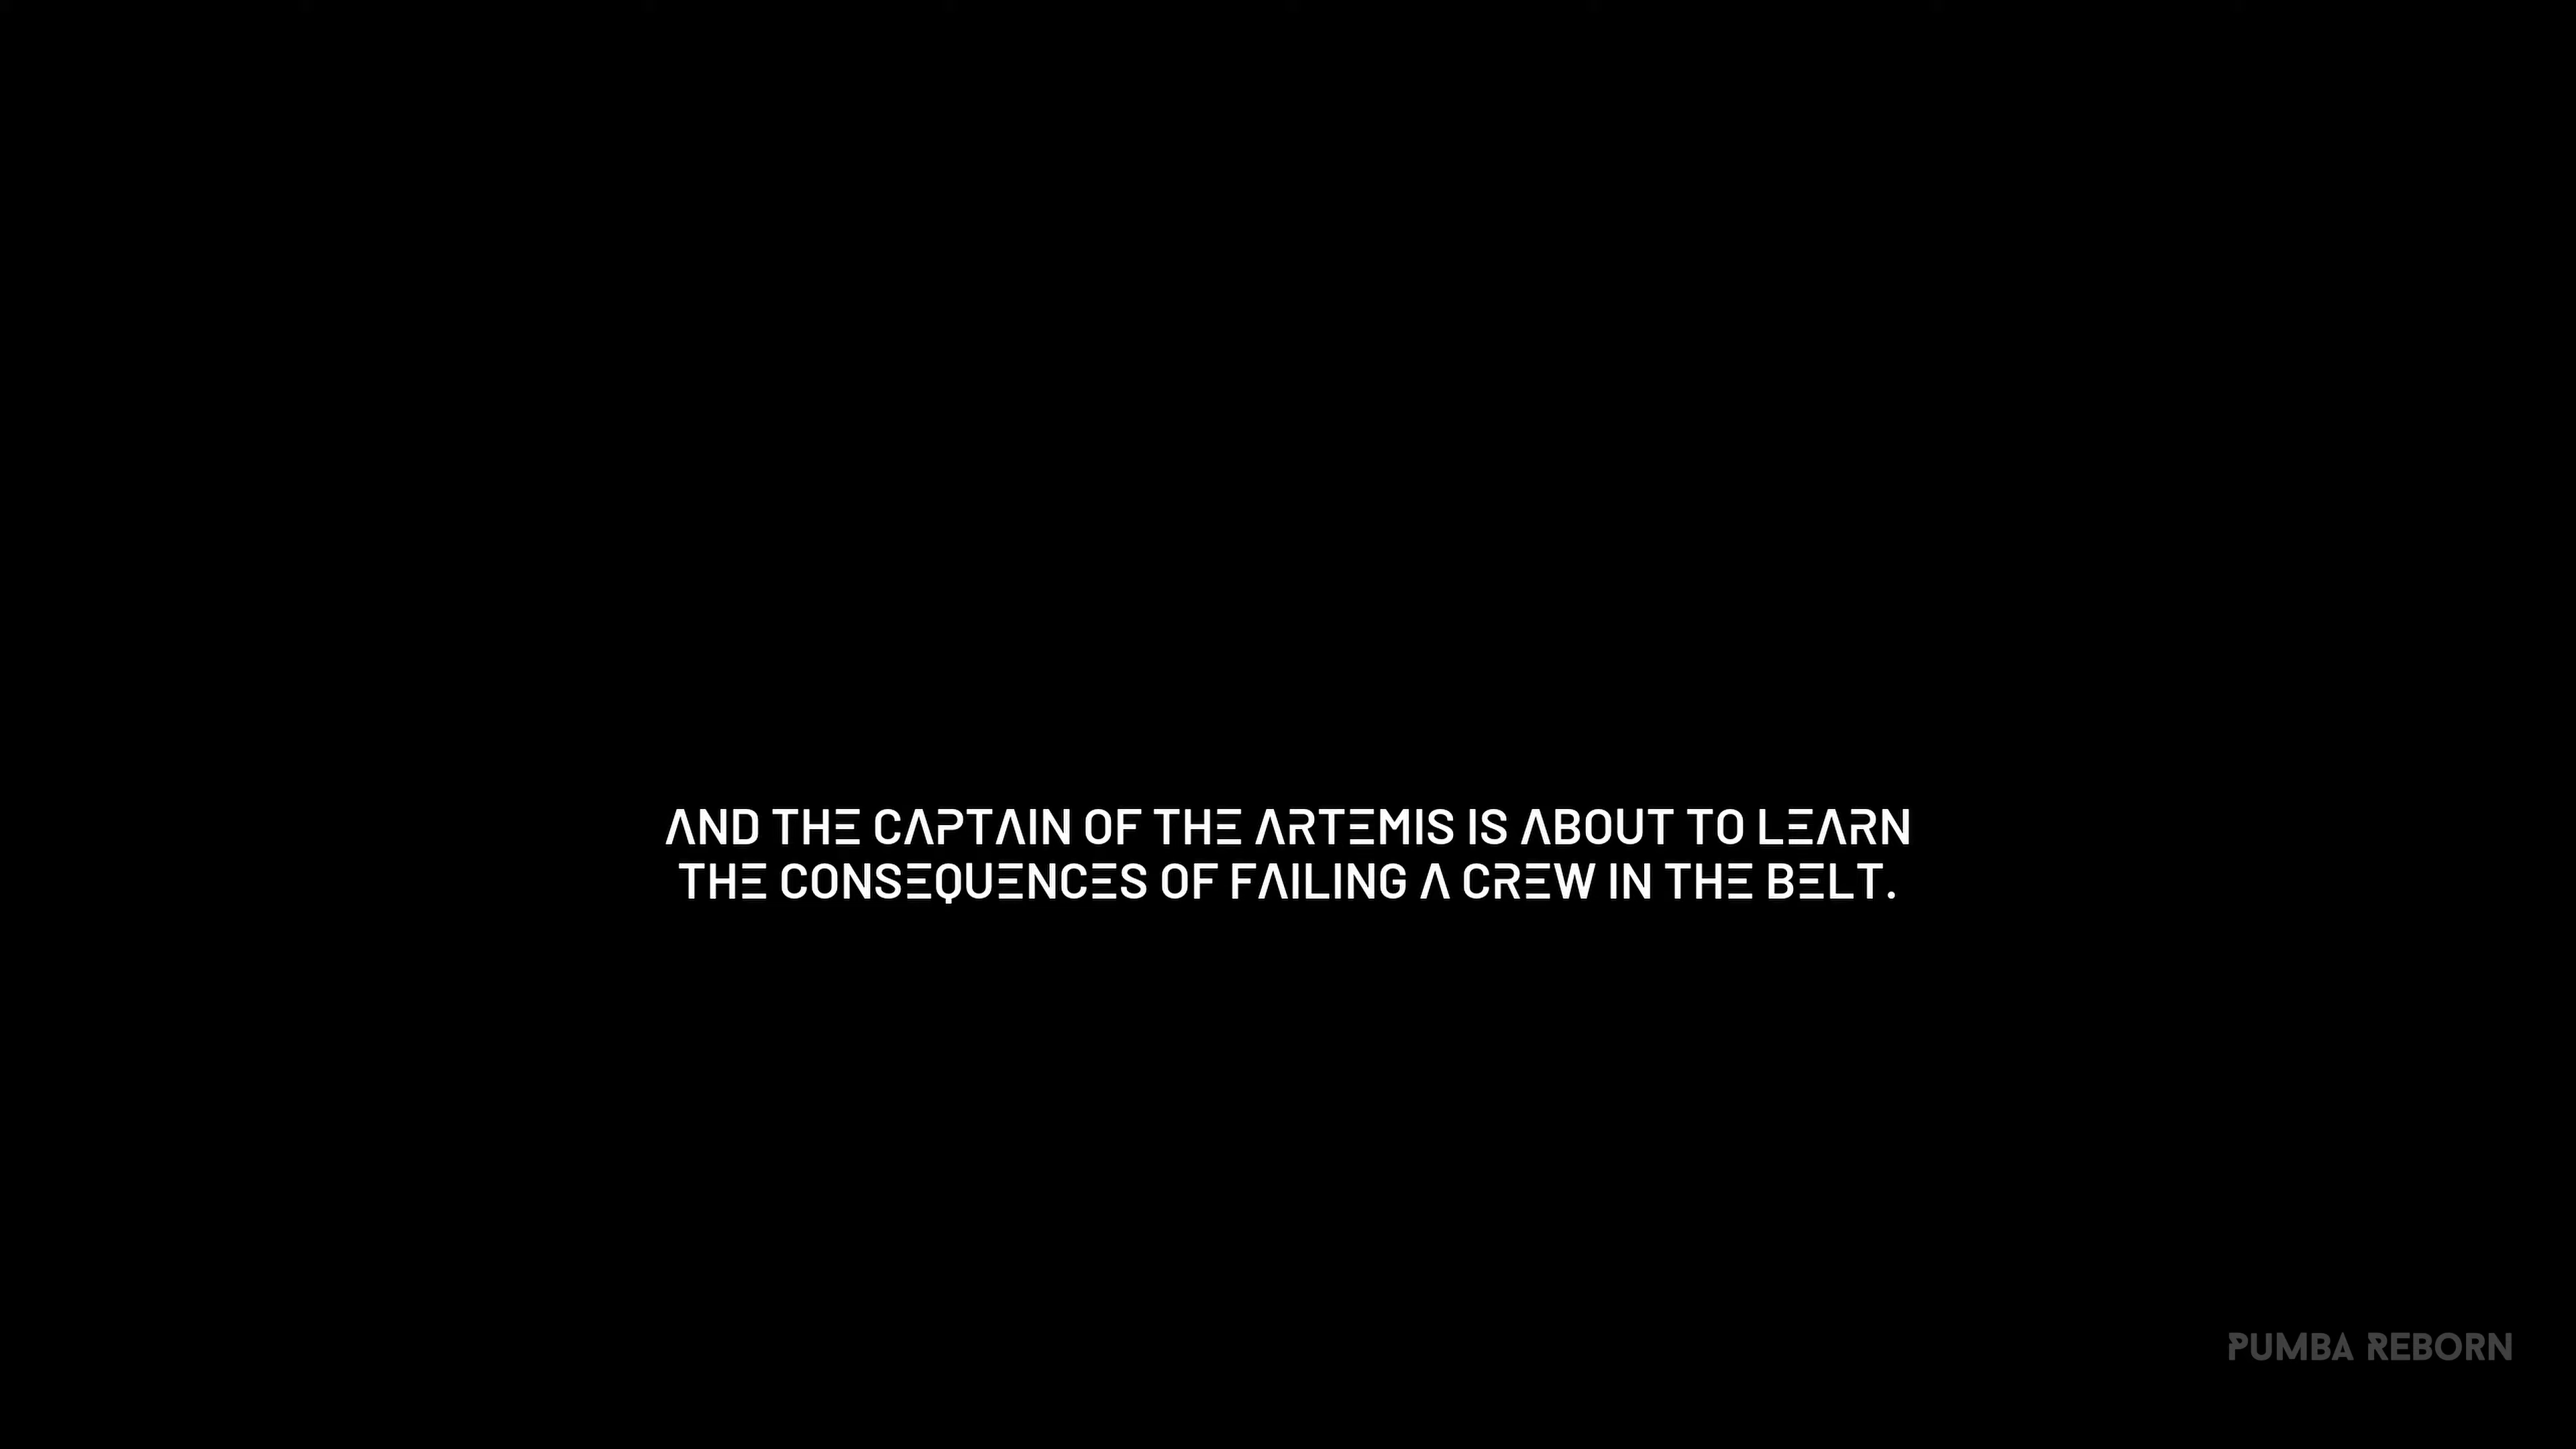 AND THE CAPTAIN OF THE ARTEMIS IS ABOUT TO LEARN
THE CONSEQUENCES OF FAILING A CREW IN THE BELT.
PUMBA REBORN